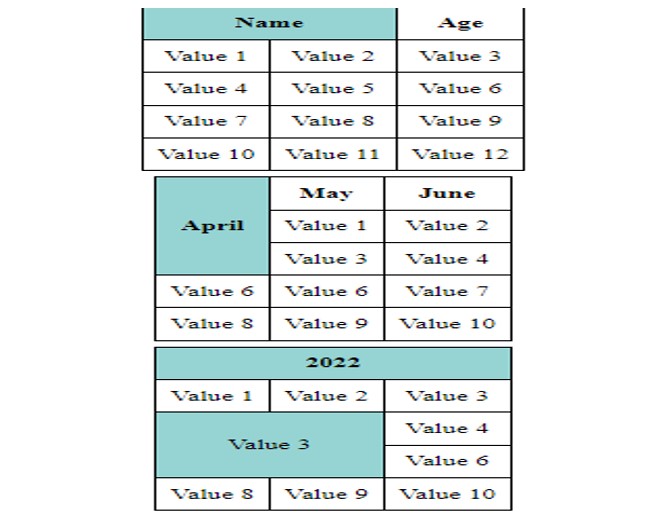 Name Age
Value 1 Value 2 Value 3
Value 4 Value 5 Value 6
Value 7 Value 8 Value 9
Value 10 Value 11 Value 12
April May June
Value 1 Value 2
Value 3 Value 4
Value 6 Value 6 Value 7
Value 8 Value 9 Value 10
2022
Value 1 Value 2 Value 3
Value 3 Value 4
Value 6
Value 8 Value 9 Value 10